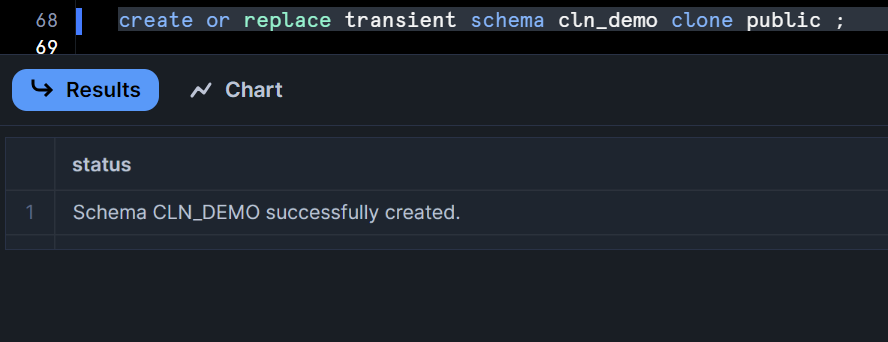 68 create or replace transient schema cln_demo clone public ;
69
Results Chart
status
1 Schema CLN_DEMO successfully created.